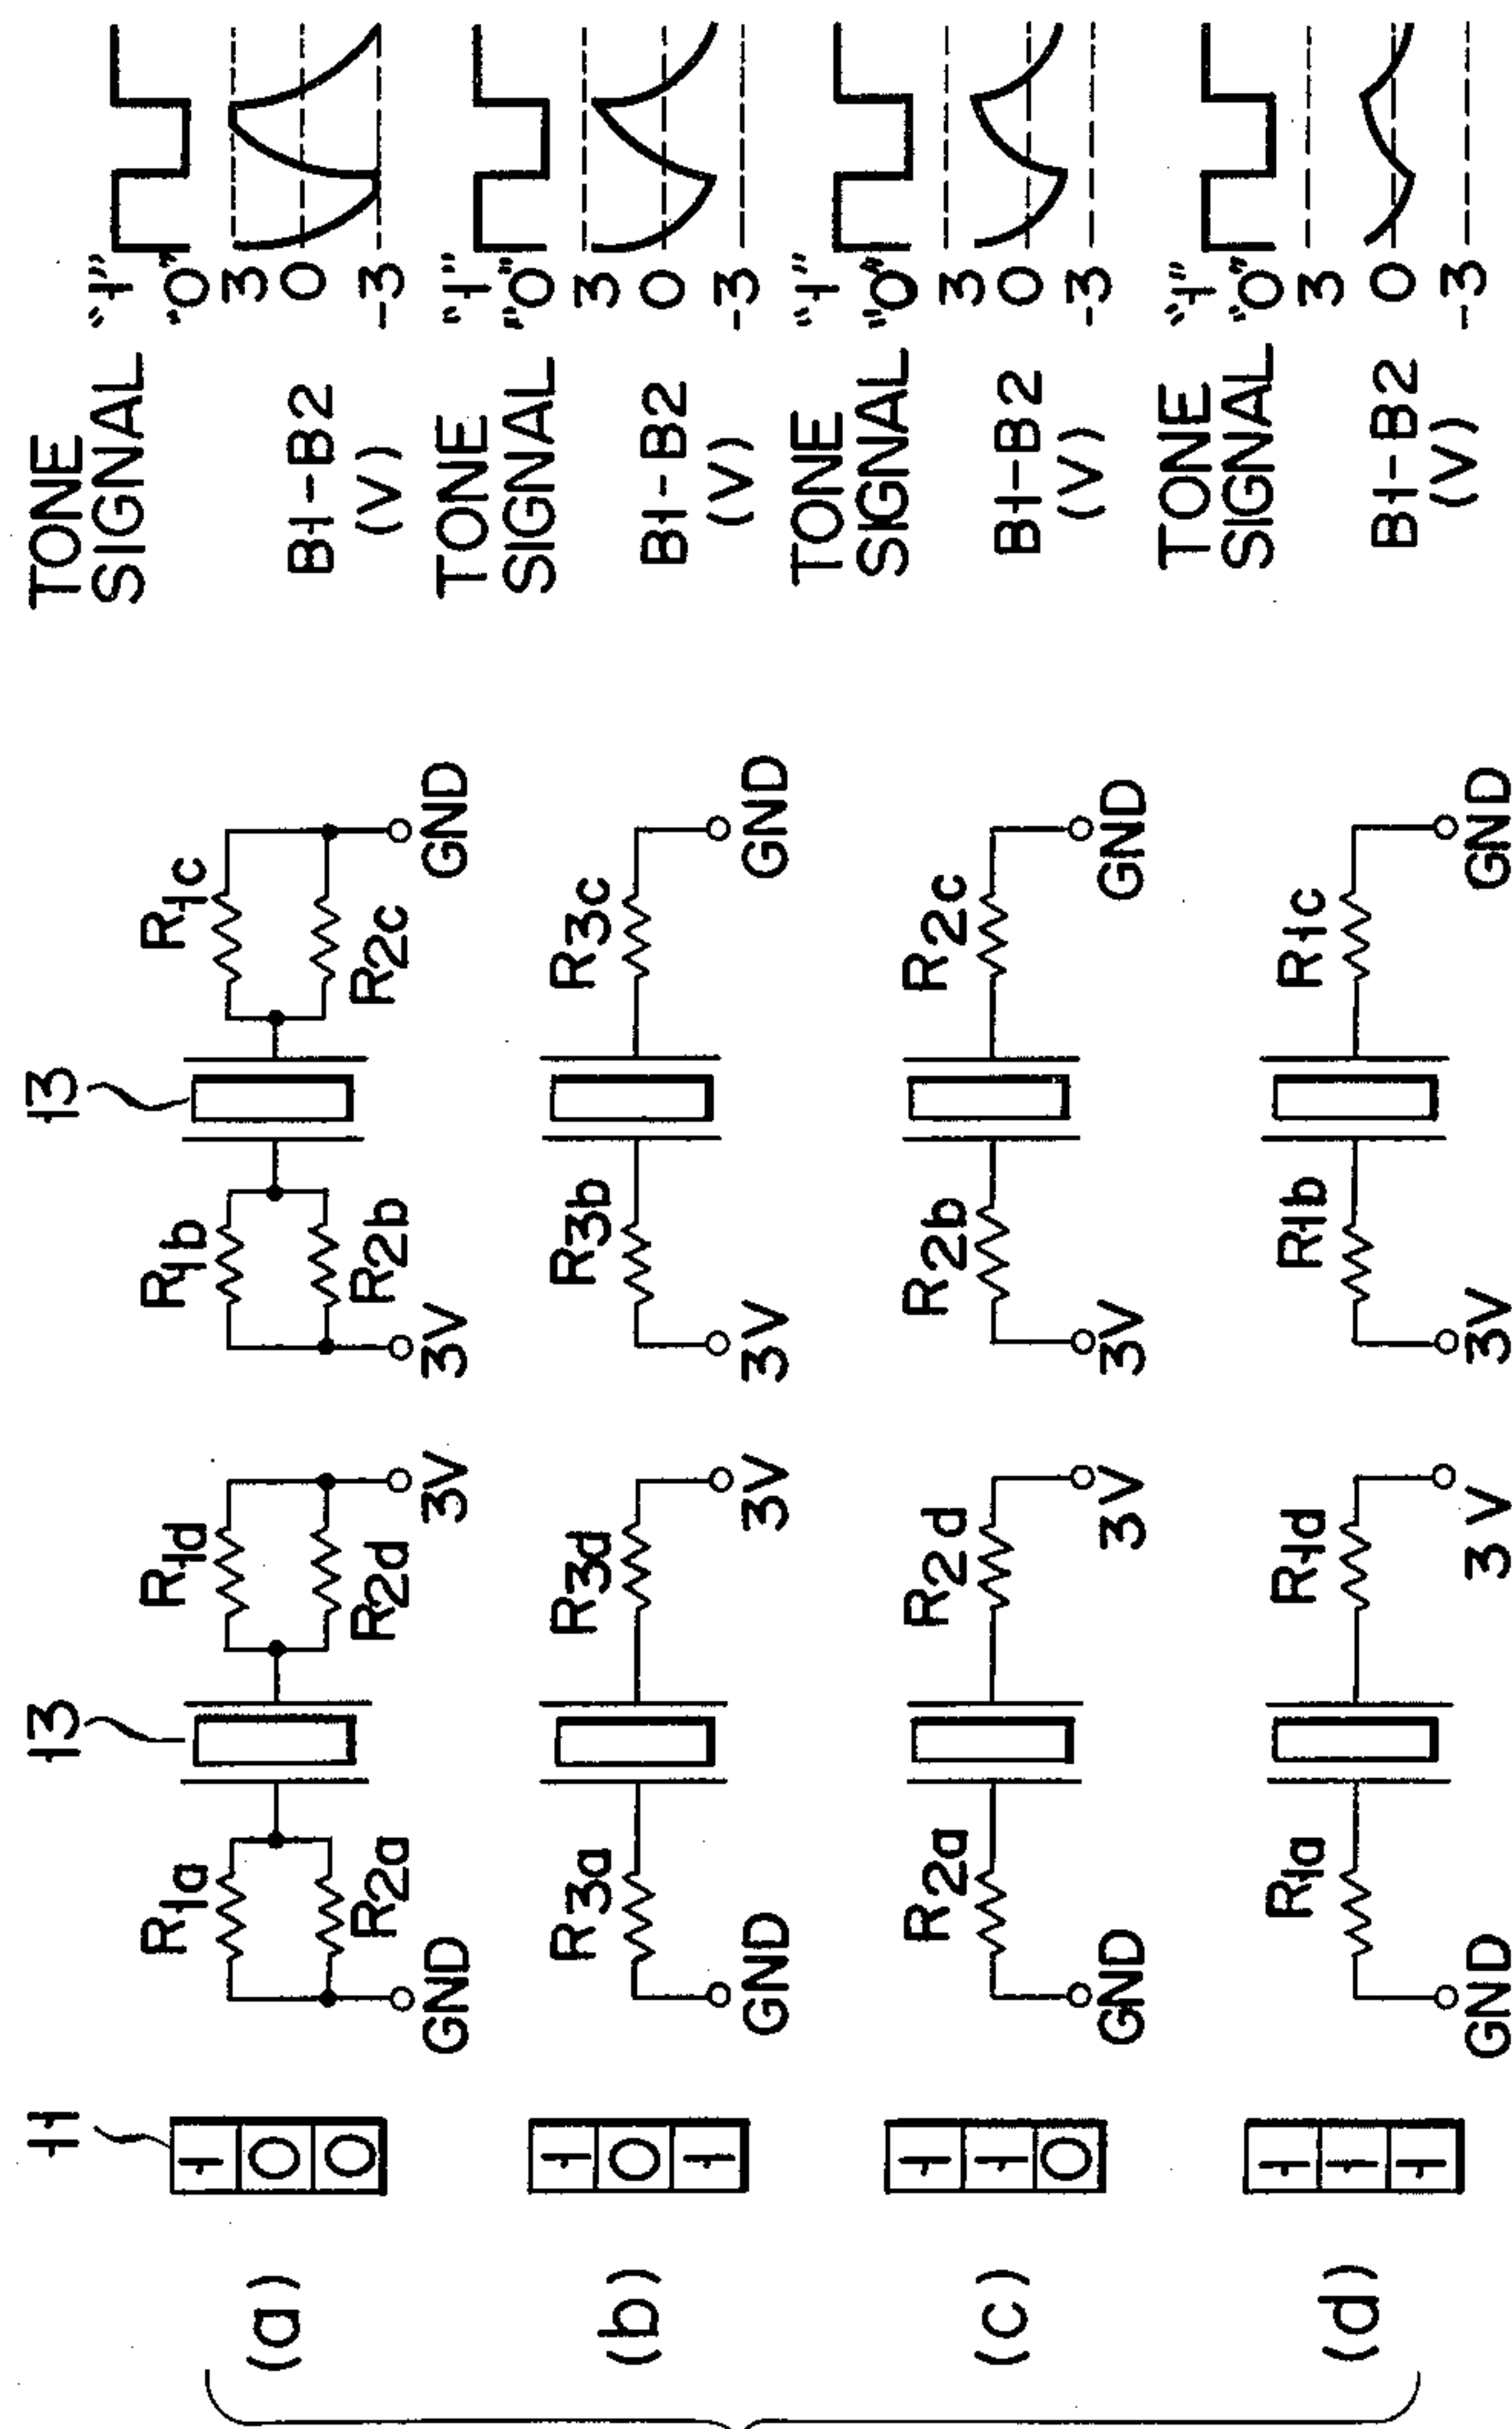 11
13
13
TONE
SIGNAL
"1"
"0"
(a)
1
0
0
R1a
R2a
GND
R1d
R2d
3V
R1b
R2b
3V
R1c
R2c
GND
B1-B2
(V)
3
0
-3
TONE
SIGNAL
"1"
"0"
(b)
1
0
1
R3a
GND
R3d
3V
R3b
3V
R3c
GND
B1-B2
(V)
3
0
-3
TONE
SIGNAL
"1"
"0"
(c)
1
1
0
R2a
GND
R2d
3V
R2b
3V
R2c
GND
B1-B2
(V)
3
0
-3
TONE
SIGNAL
"1"
"0"
(d)
1
1
1
R1a
GND
R1d
3V
R1b
3V
R1c
GND
B1-B2
(V)
3
0
-3